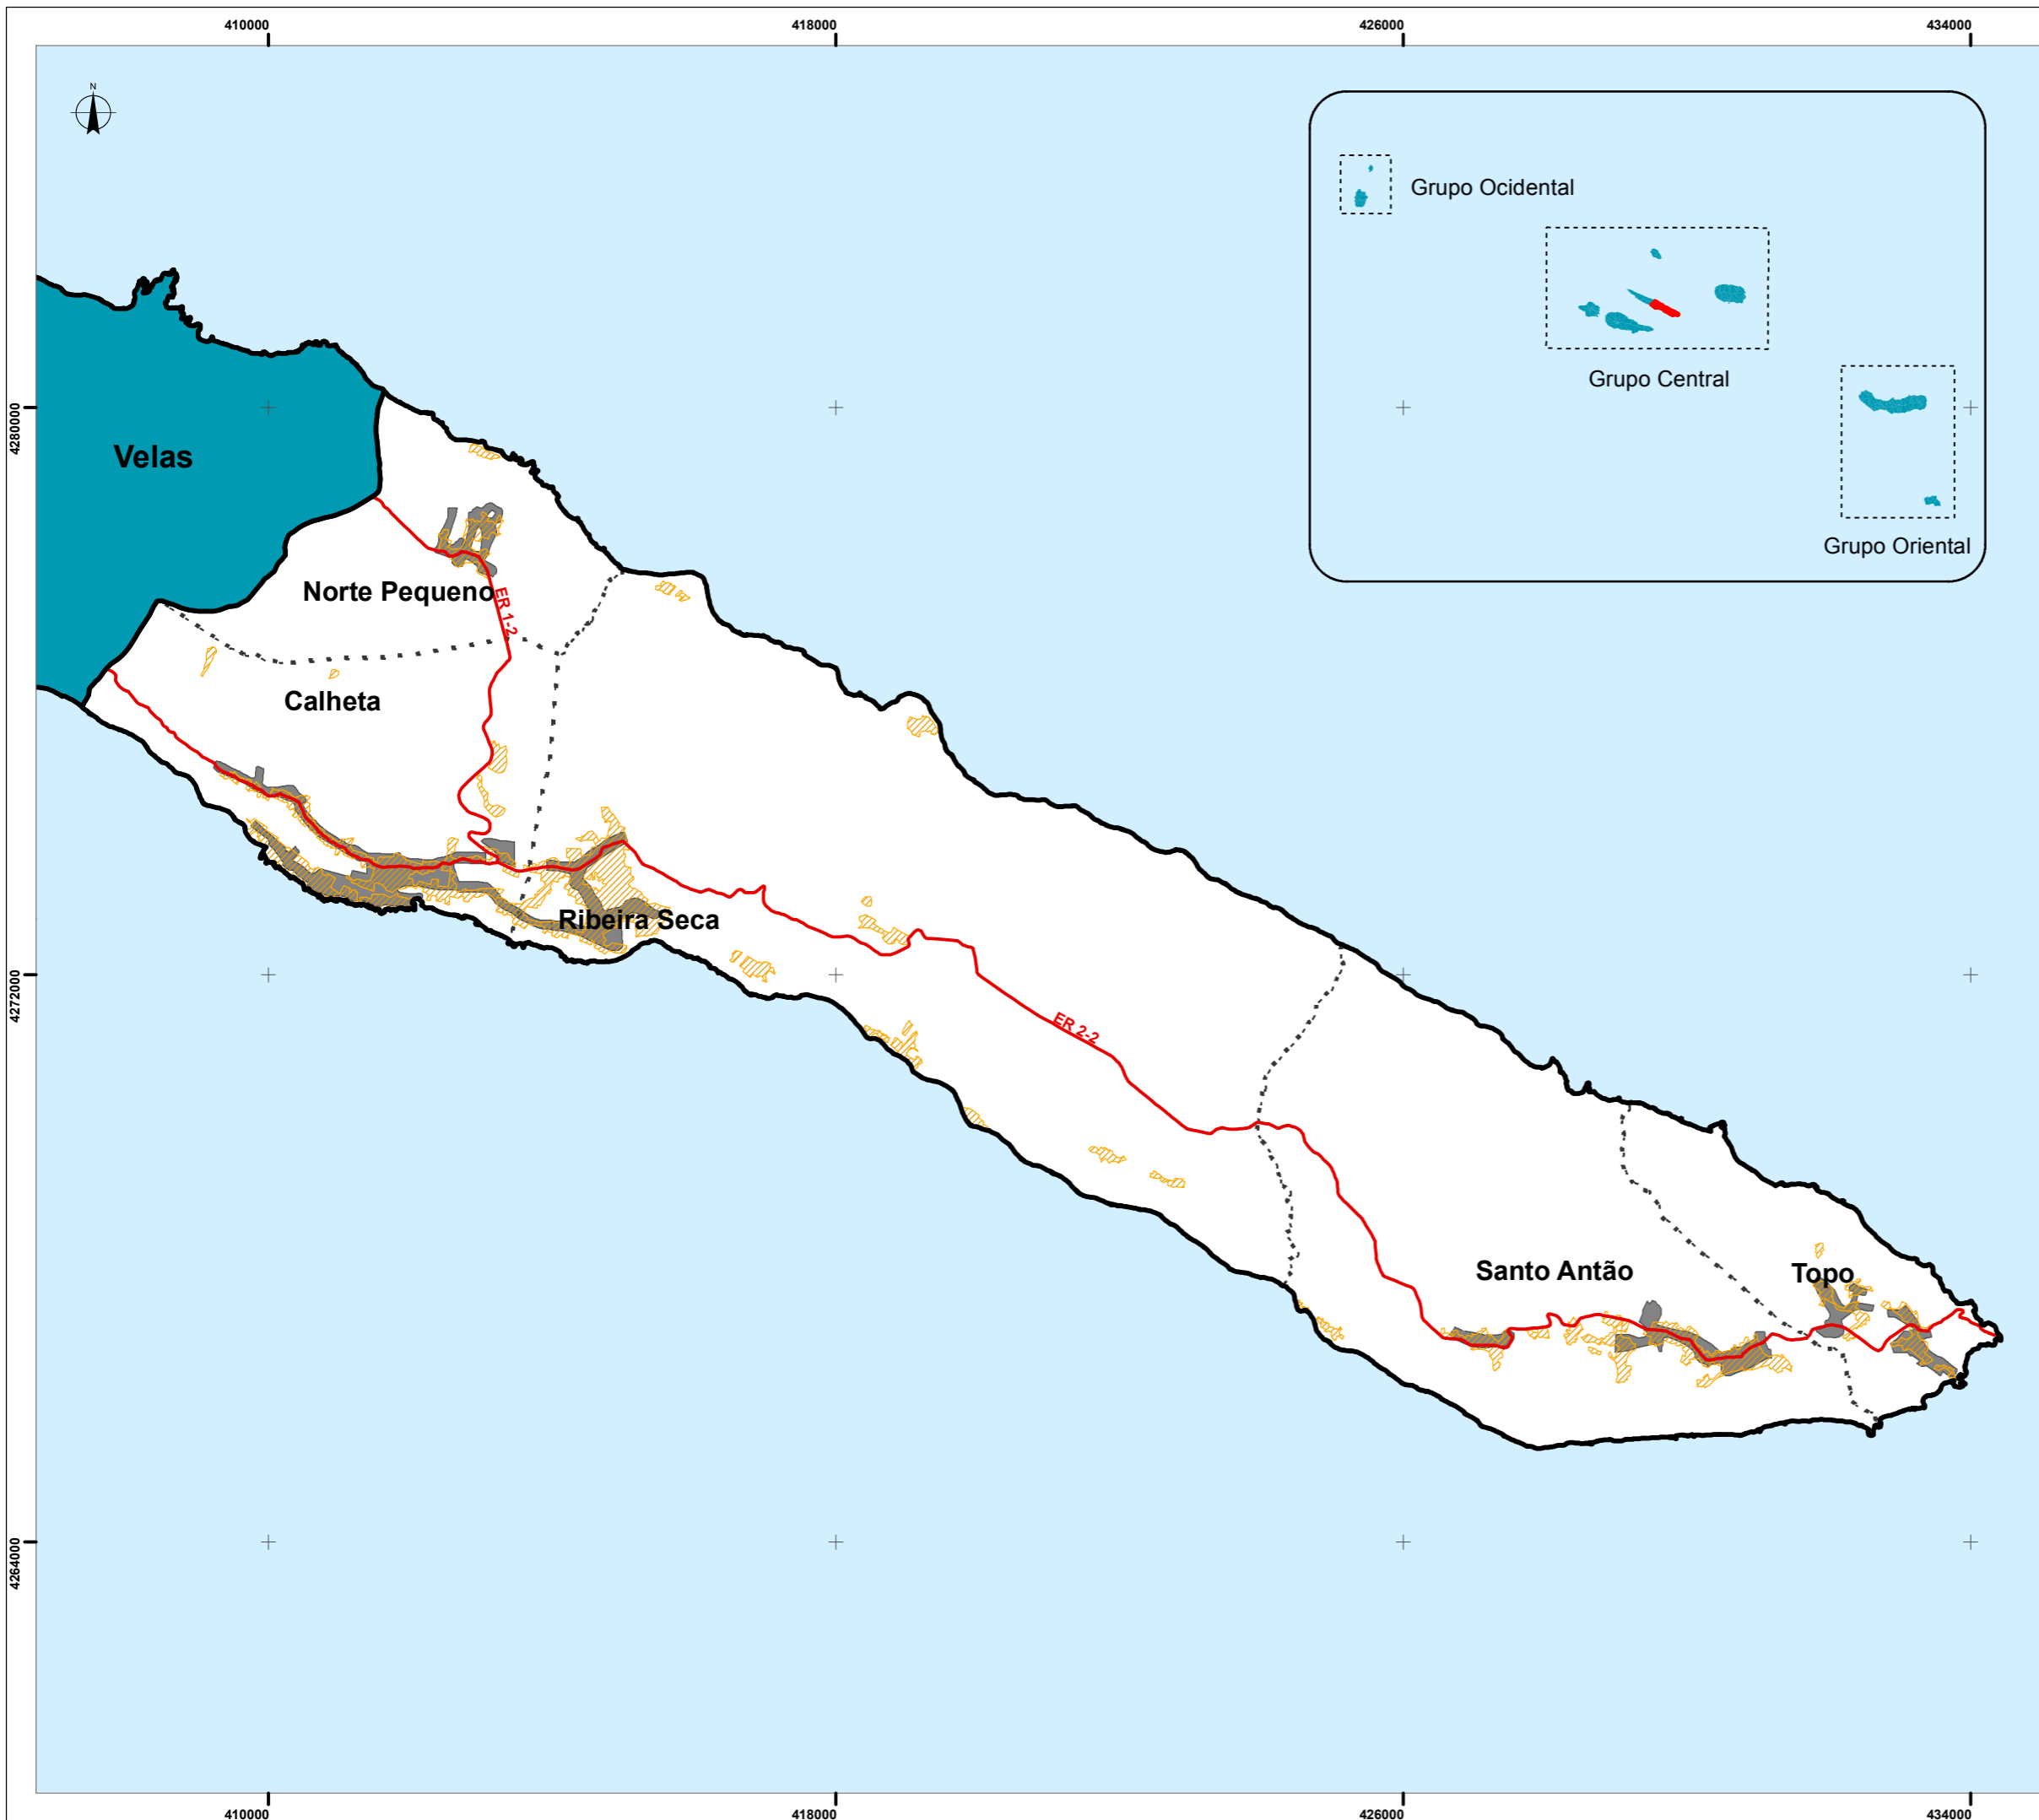 410000
418000
426000
434000
N
Grupo Ocidental
Grupo Central
Grupo Oriental
4280000
Velas
Norte Pequeno
ER 1-2
Calheta
Ribeira Seca
4272000
ER 2-2
Santo Antão
Topo
4264000
410000
418000
426000
434000